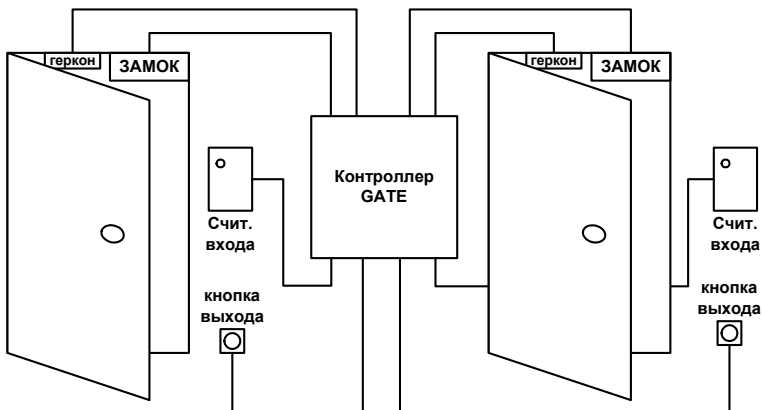 геркон
ЗАМОК
Счит.
входа
кнопка
выхода
Контроллер
GATE
геркон
ЗАМОК
Счит.
входа
кнопка
выхода